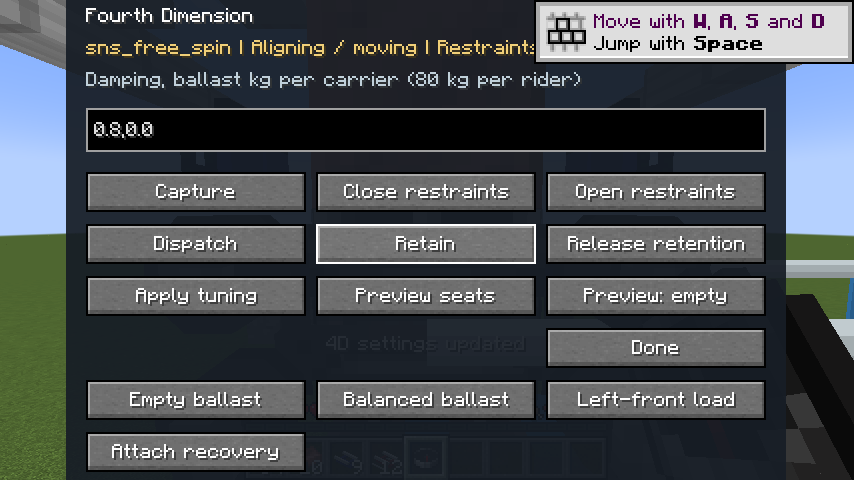 Fourth Dimension
Move with W, A, S and D
Jump with Space
sns_free_spin | Aligning / moving | Restraints
Damping, ballast kg per carrier (80 kg per rider)
0.8,0.0
Capture
Close restraints
Open restraints
Dispatch
Retain
Release retention
Apply tuning
Preview seats
Preview: empty
4D settings updated
Done
Empty ballast
Balanced ballast
Left-front load
Attach recovery
9
12